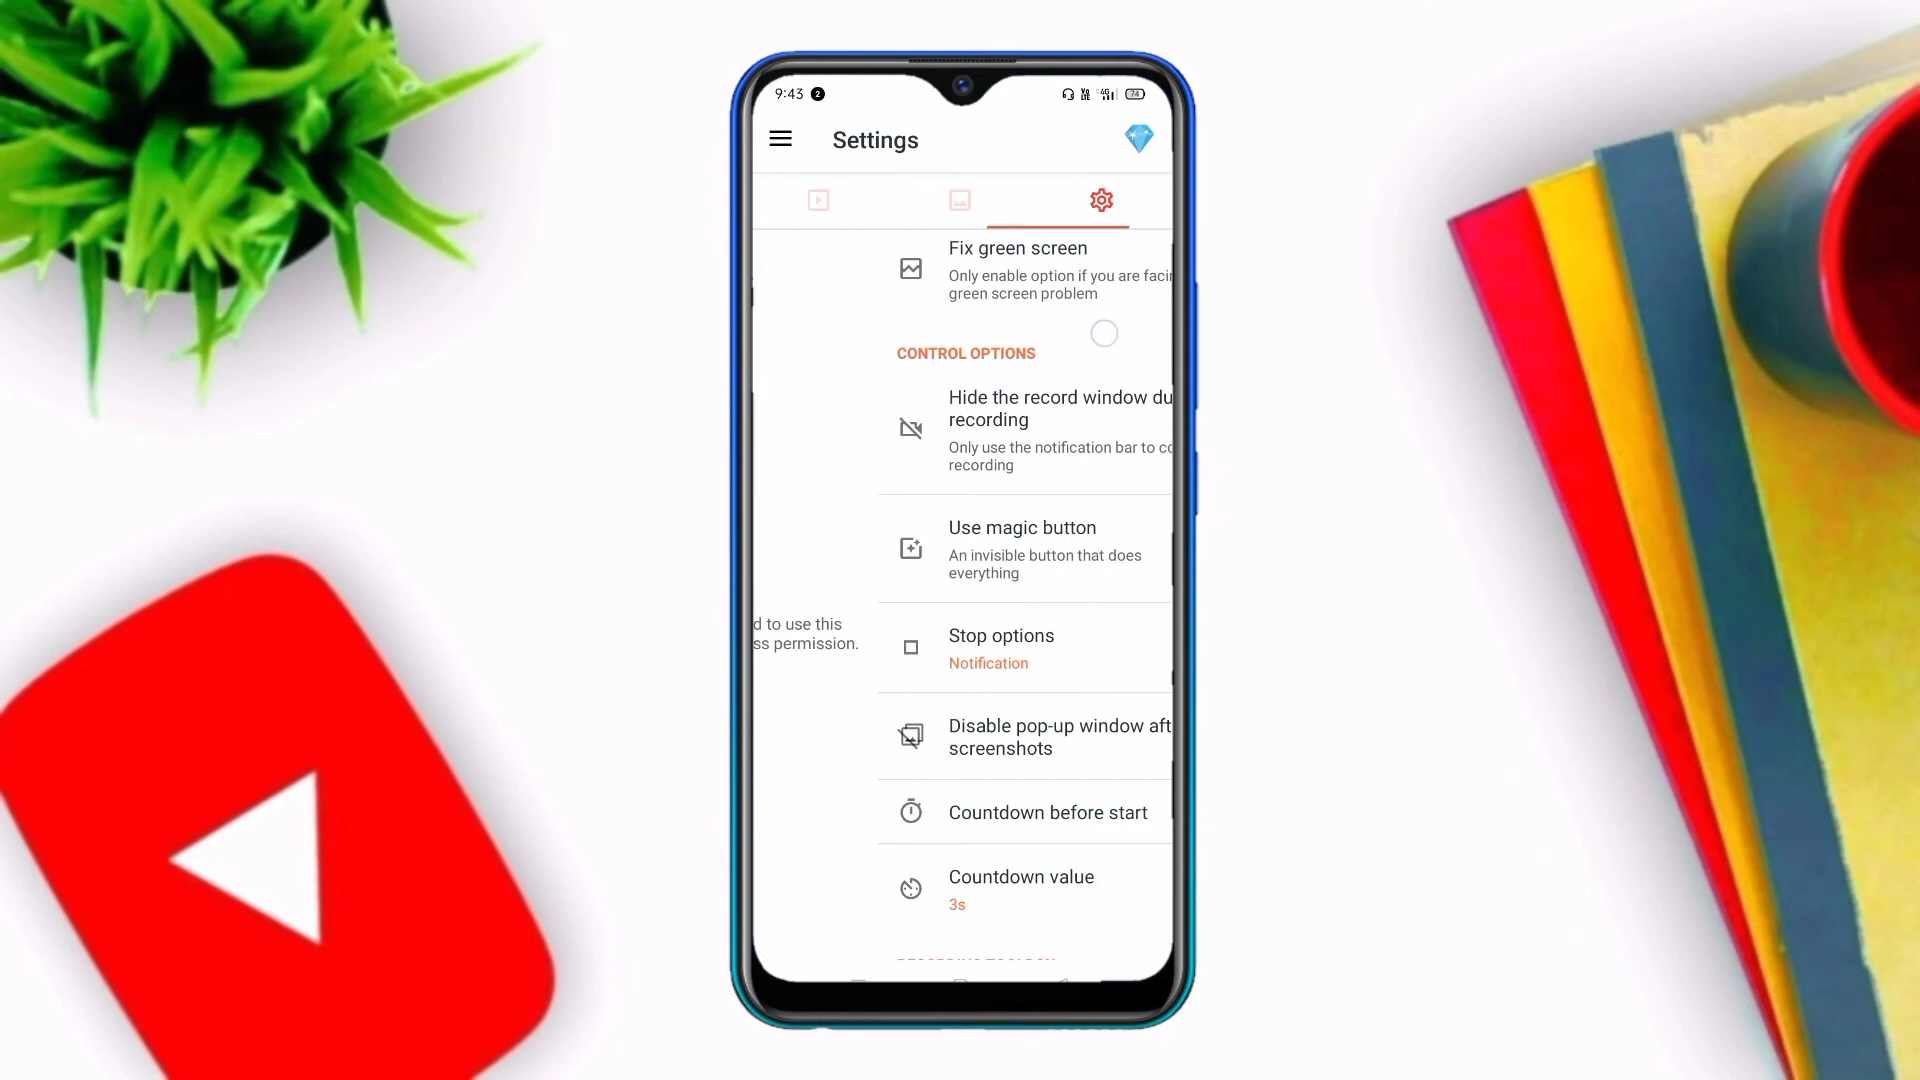 9:43 2 74
Settings
Fix green screen
Only enable option if you are facin
green screen problem
CONTROL OPTIONS
Hide the record window du
recording
Only use the notification bar to co
recording
Use magic button
An invisible button that does
everything
d to use this
ss permission.
Stop options
Notification
Disable pop-up window aft
screenshots
Countdown before start
Countdown value
3s